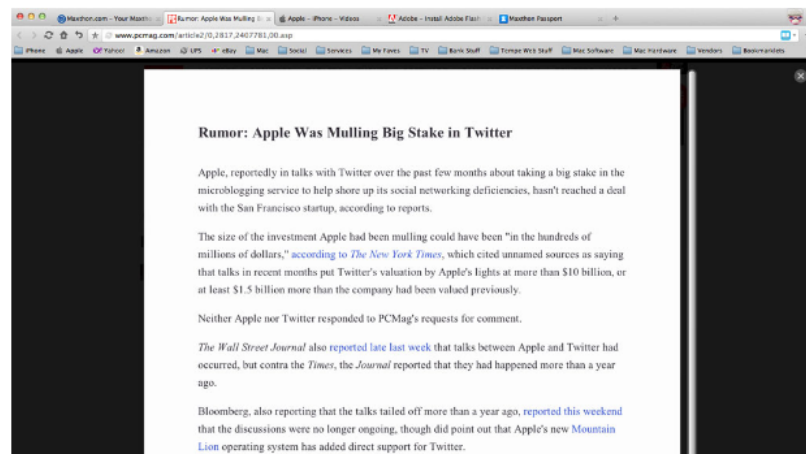 Maxthon.com - Your Maxth
Rumor: Apple Was Mulling B
Apple - iPhone - Videos
Adobe - Install Adobe Flash
Maxthon Passport
www.pcmag.com/article2/0,2817,2407781,00.asp
iPhone Apple Yahoo! Amazon UPS eBay Mac Social Services My Faves TV Bank Stuff Tempe Web Stuff Mac Software Mac Hardware Vendors Bookmarklets
Rumor: Apple Was Mulling Big Stake in Twitter
Apple, reportedly in talks with Twitter over the past few months about taking a big stake in the
microblogging service to help shore up its social networking deficiencies, hasn't reached a deal
with the San Francisco startup, according to reports.
The size of the investment Apple had been mulling could have been "in the hundreds of
millions of dollars," according to The New York Times, which cited unnamed sources as saying
that talks in recent months put Twitter's valuation by Apple's lights at more than $10 billion, or
at least $1.5 billion more than the company had been valued previously.
Neither Apple nor Twitter responded to PCMag's requests for comment.
The Wall Street Journal also reported late last week that talks between Apple and Twitter had
occurred, but contra the Times, the Journal reported that they had happened more than a year
ago.
Bloomberg, also reporting that the talks tailed off more than a year ago, reported this weekend
that the discussions were no longer ongoing, though did point out that Apple's new Mountain
Lion operating system has added direct support for Twitter.